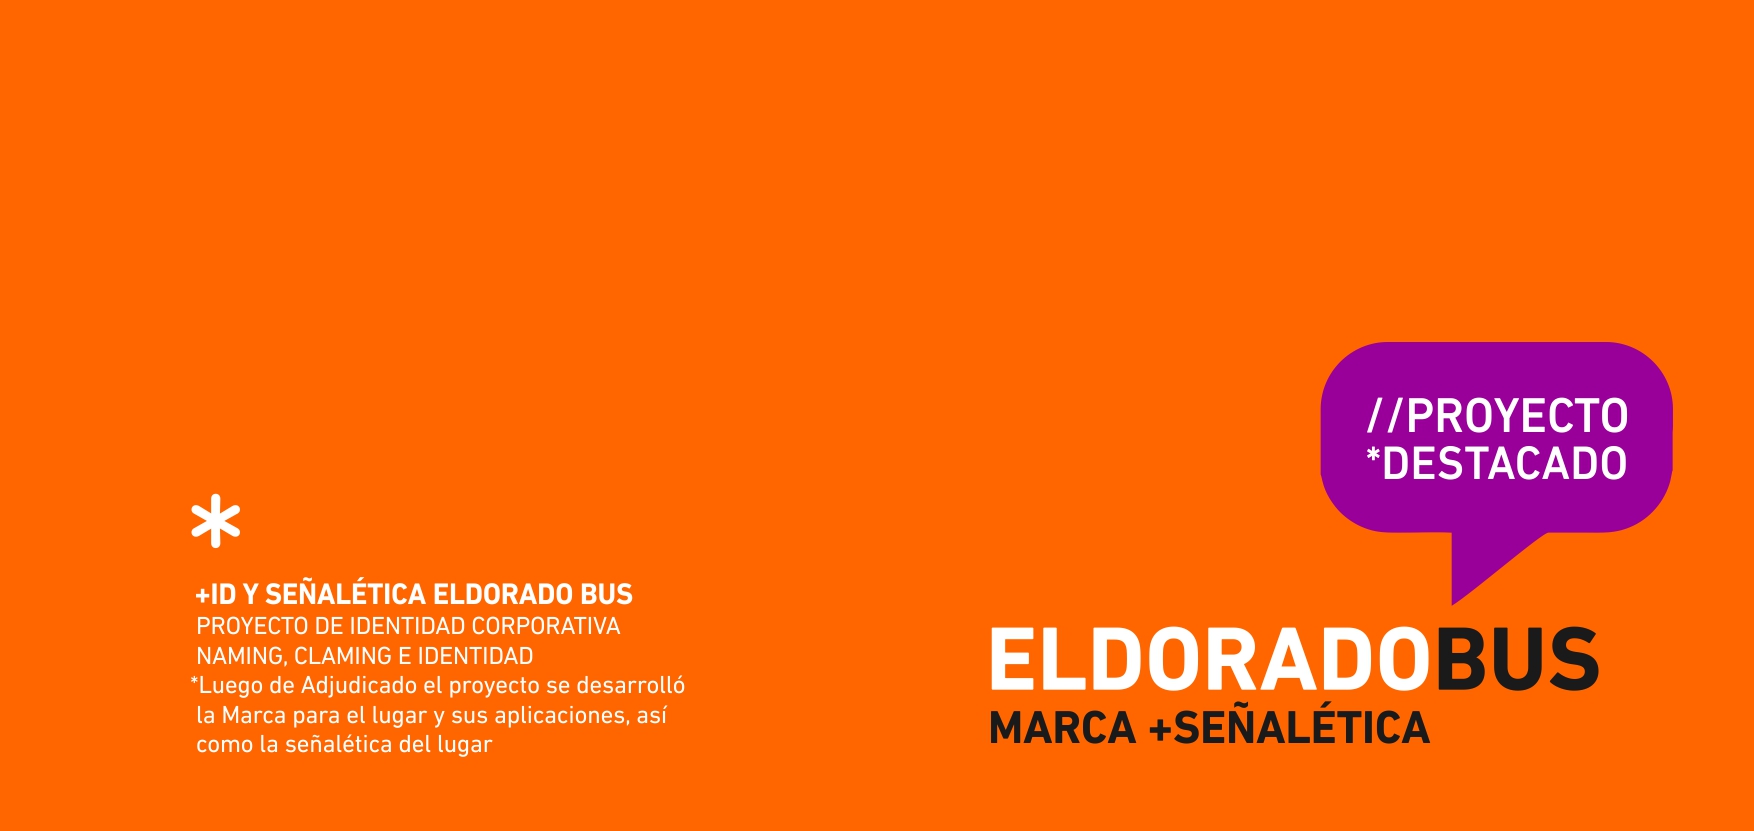 +ID Y SEÑALÉTICA ELDORADO BUS
PROYECTO DE IDENTIDAD CORPORATIVA
NAMING, CLAMING E IDENTIDAD
*Luego de Adjudicado el proyecto se desarrolló
la Marca para el lugar y sus aplicaciones, así
como la señalética del lugar
//PROYECTO
*DESTACADO
ELDORADOBUS
MARCA +SEÑALÉTICA